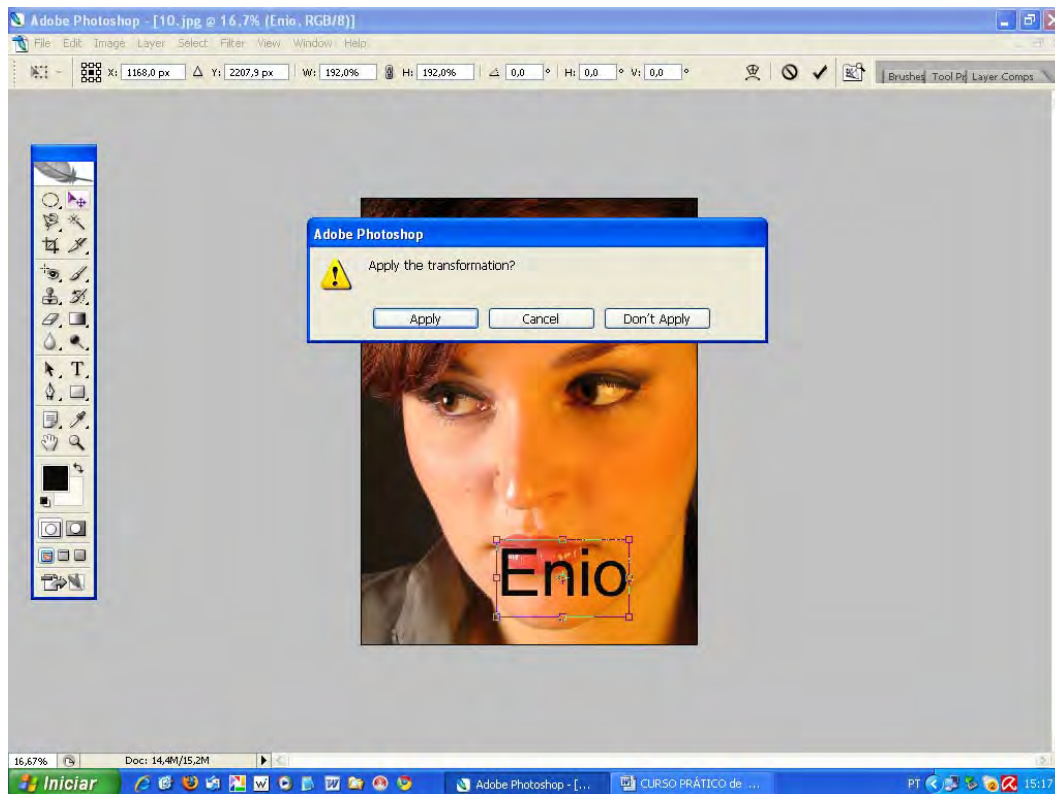 Adobe Photoshop - [10.jpg @ 16,7% (Enio, RGB/8)]
File Edit Image Layer Select Filter View Window Help
X: 1168,0 px Y: 2207,9 px W: 192,0% H: 192,0% 0,0 ° H: 0,0 ° V: 0,0 °
Brushes Tool Pr Layer Comps
Adobe Photoshop
Apply the transformation?
Apply Cancel Don't Apply
T
Enio
16,67% Doc: 14,4M/15,2M
Iniciar Adobe Photoshop - [... CURSO PRÁTICO de ... PT 15:17